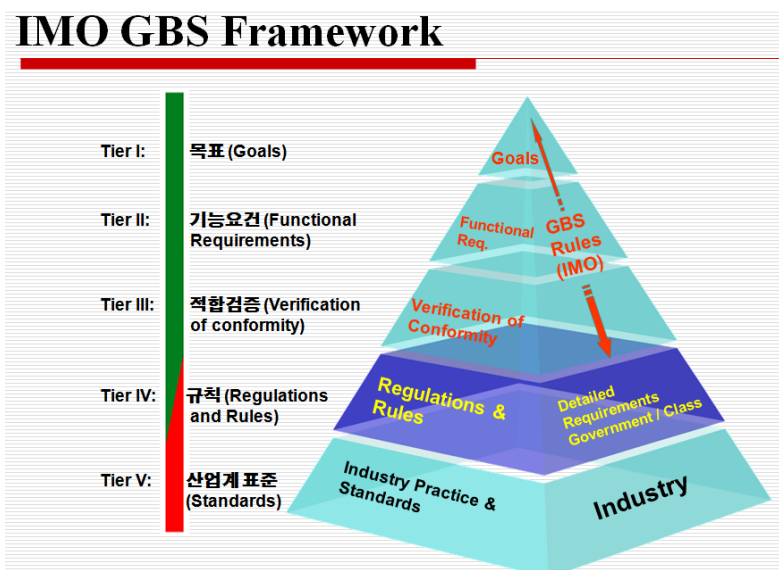 IMO GBS Framework
Tier I:
목표 (Goals)
Tier II:
기능요건 (Functional
Requirements)
Tier III:
적합검증 (Verification
of conformity)
Tier IV:
규칙 (Regulations
and Rules)
Tier V:
산업계 표준
(Standards)
Goals
Functional
Req.
GBS
Rules
(IMO)
Verification of
Conformity
Regulations &
Rules
Detailed
Requirements
Government / Class
Industry Practice &
Standards
Industry